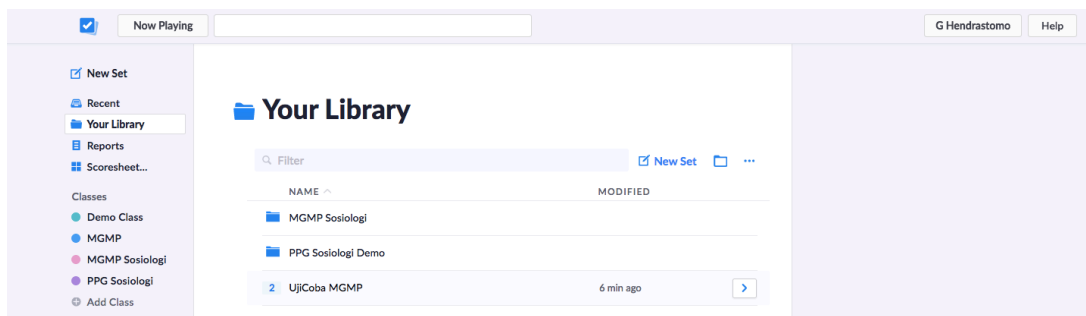 Now Playing
G Hendrastomo
Help
New Set
Recent
Your Library
Reports
Scoresheet...
Classes
Demo Class
MGMP
MGMP Sosiologi
PPG Sosiologi
Add Class
Your Library
Filter
New Set
NAME
MODIFIED
MGMP Sosiologi
PPG Sosiologi Demo
2 UjiCoba MGMP 6 min ago